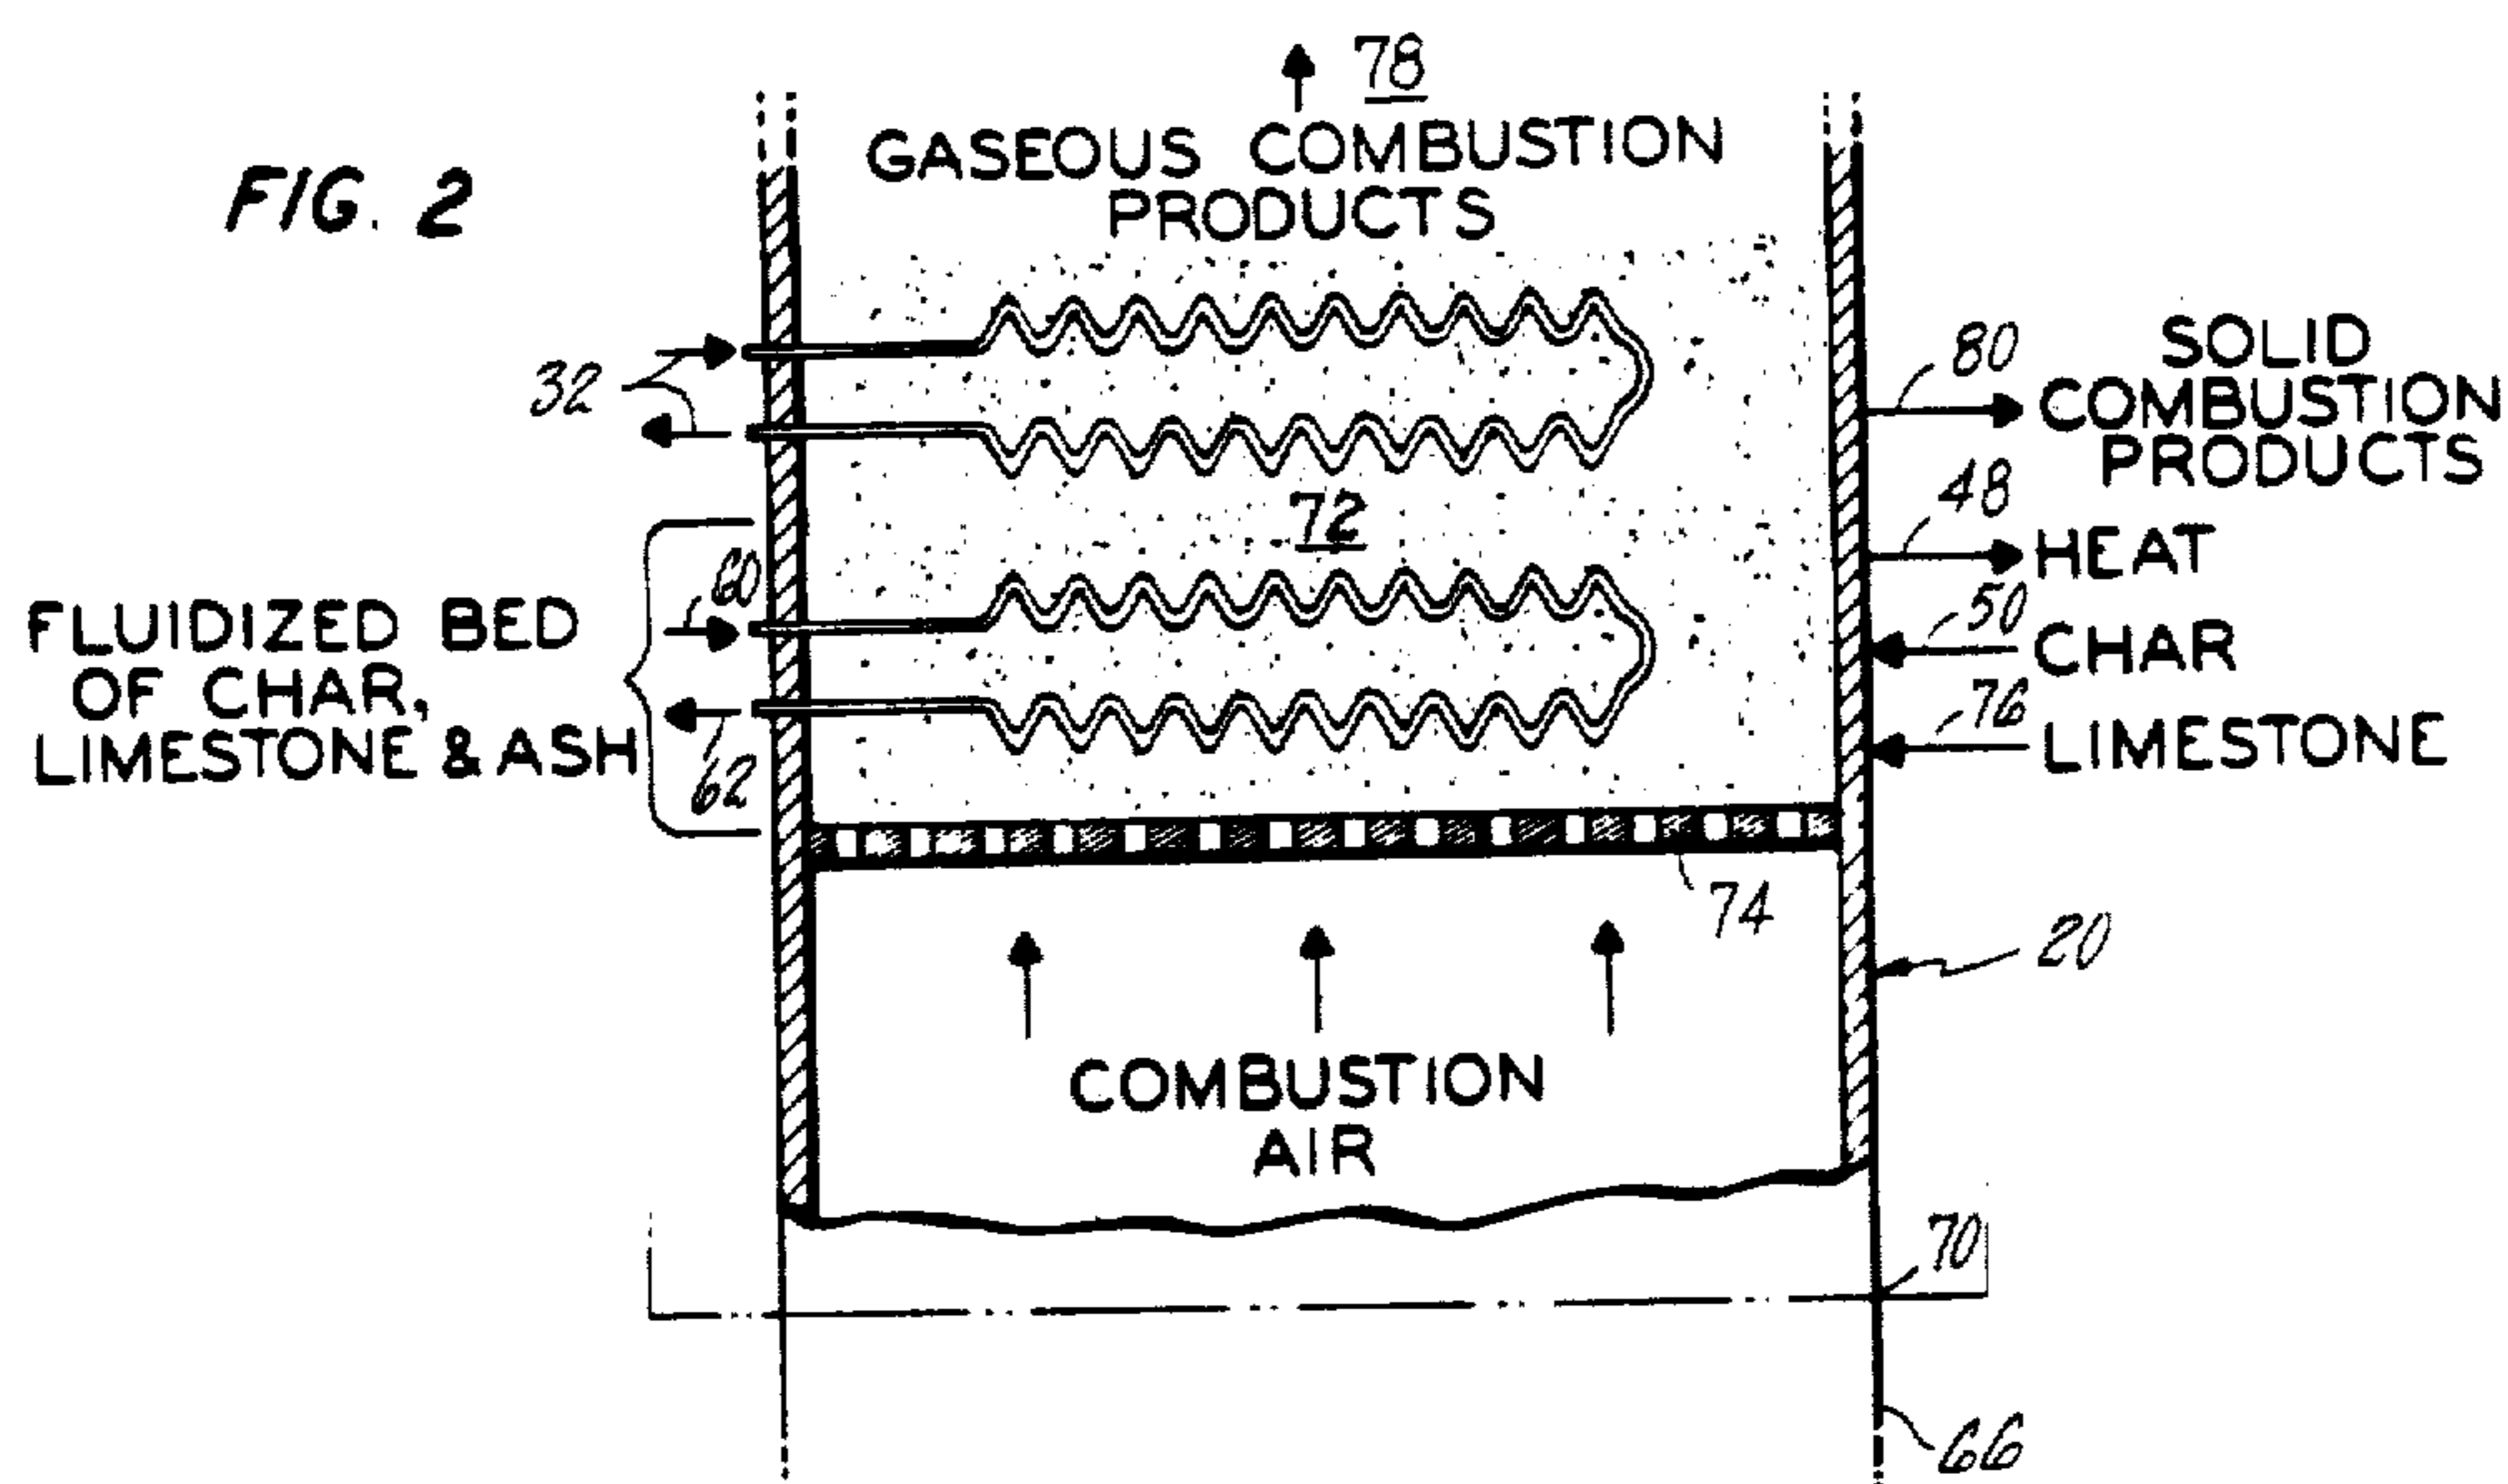 FIG. 2
78
GASEOUS COMBUSTION
PRODUCTS
32
80
SOLID
COMBUSTION
PRODUCTS
72
48
HEAT
60
50
CHAR
FLUIDIZED BED
OF CHAR,
LIMESTONE & ASH
62
76
LIMESTONE
74
20
COMBUSTION
AIR
70
66